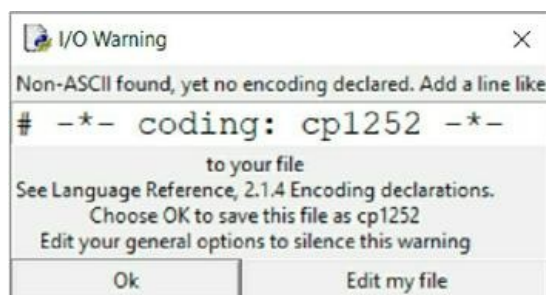 I/O Warning
Non-ASCII found, yet no encoding declared. Add a line like
# -*- coding: cp1252 -*-
to your file
See Language Reference, 2.1.4 Encoding declarations.
Choose OK to save this file as cp1252
Edit your general options to silence this warning
Ok
Edit my file